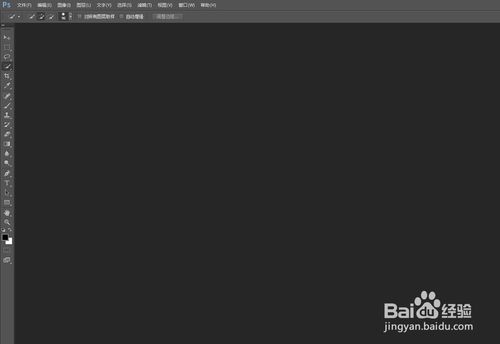 Ps 文件(F) 编辑(E) 图像(I) 图层(L) 文字(Y) 选择(S) 滤镜(T) 视图(V) 窗口(W) 帮助(H)
对所有图层取样 自动增强 调整边缘...
Baidu 经验
jingyan.baidu.com